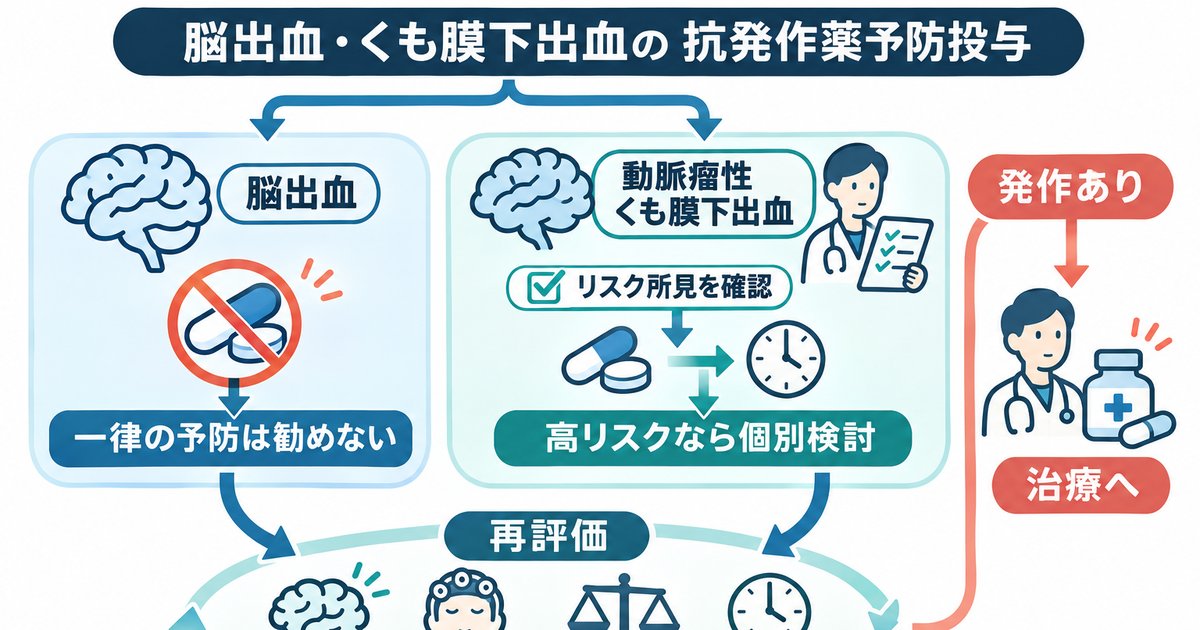 脳出血・くも膜下出血の 抗発作薬予防投与
脳出血
一律の予防は勧めない
動脈瘤性
くも膜下出血
リスク所見を確認
高リスクなら個別検討
発作あり
治療へ
再評価